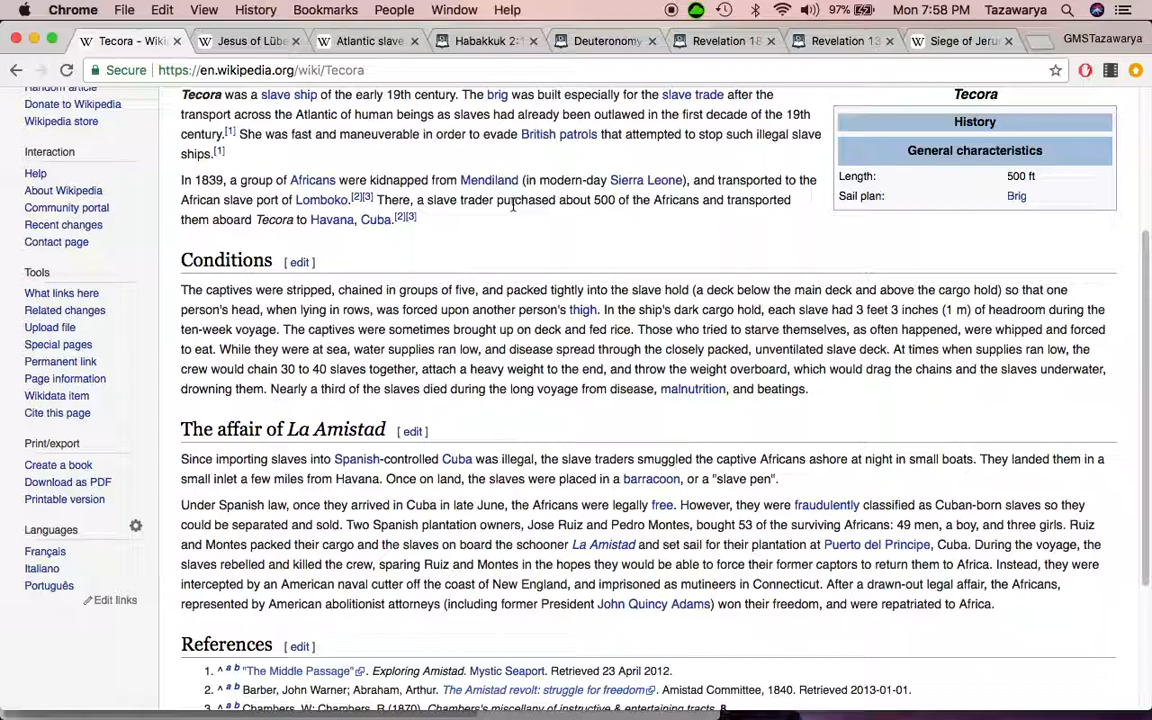 Chrome File Edit View History Bookmarks People Window Help 97% Mon 7:58 PM Tazawarya
Tecora - Wiki Jesus of Lübe Atlantic slave Habakkuk 2:1 Deuteronomy Revelation 18 Revelation 13 Siege of Jeru GMSTazawarya
Secure https://en.wikipedia.org/wiki/Tecora
Random article
Donate to Wikipedia
Wikipedia store
Interaction
Help
About Wikipedia
Community portal
Recent changes
Contact page
Tools
What links here
Related changes
Upload file
Special pages
Permanent link
Page information
Wikidata item
Cite this page
Print/export
Create a book
Download as PDF
Printable version
Languages
Français
Italiano
Português
Edit links
Tecora was a slave ship of the early 19th century. The brig was built especially for the slave trade after the
transport across the Atlantic of human beings as slaves had already been outlawed in the first decade of the 19th
century.[1] She was fast and maneuverable in order to evade British patrols that attempted to stop such illegal slave
ships.[1]
In 1839, a group of Africans were kidnapped from Mendiland (in modern-day Sierra Leone), and transported to the
African slave port of Lomboko.[2][3] There, a slave trader purchased about 500 of the Africans and transported
them aboard Tecora to Havana, Cuba.[2][3]
Tecora
History
General characteristics
Length: 500 ft
Sail plan: Brig
Conditions [ edit ]
The captives were stripped, chained in groups of five, and packed tightly into the slave hold (a deck below the main deck and above the cargo hold) so that one
person's head, when lying in rows, was forced upon another person's thigh. In the ship's dark cargo hold, each slave had 3 feet 3 inches (1 m) of headroom during the
ten-week voyage. The captives were sometimes brought up on deck and fed rice. Those who tried to starve themselves, as often happened, were whipped and forced
to eat. While they were at sea, water supplies ran low, and disease spread through the closely packed, unventilated slave deck. At times when supplies ran low, the
crew would chain 30 to 40 slaves together, attach a heavy weight to the end, and throw the weight overboard, which would drag the chains and the slaves underwater,
drowning them. Nearly a third of the slaves died during the long voyage from disease, malnutrition, and beatings.
The affair of La Amistad [ edit ]
Since importing slaves into Spanish-controlled Cuba was illegal, the slave traders smuggled the captive Africans ashore at night in small boats. They landed them in a
small inlet a few miles from Havana. Once on land, the slaves were placed in a barracoon, or a "slave pen".
Under Spanish law, once they arrived in Cuba in late June, the Africans were legally free. However, they were fraudulently classified as Cuban-born slaves so they
could be separated and sold. Two Spanish plantation owners, Jose Ruiz and Pedro Montes, bought 53 of the surviving Africans: 49 men, a boy, and three girls. Ruiz
and Montes packed their cargo and the slaves on board the schooner La Amistad and set sail for their plantation at Puerto del Principe, Cuba. During the voyage, the
slaves rebelled and killed the crew, sparing Ruiz and Montes in the hopes they would be able to force their former captors to return them to Africa. Instead, they were
intercepted by an American naval cutter off the coast of New England, and imprisoned as mutineers in Connecticut. After a drawn-out legal affair, the Africans,
represented by American abolitionist attorneys (including former President John Quincy Adams) won their freedom, and were repatriated to Africa.
References [ edit ]
1. ^ a b "The Middle Passage". Exploring Amistad. Mystic Seaport. Retrieved 23 April 2012.
2. ^ a b Barber, John Warner; Abraham, Arthur. The Amistad revolt: struggle for freedom. Amistad Committee, 1840. Retrieved 2013-01-01.
3. ^ a b Chambers, W; Chambers, R (1870). Chambers's miscellany of instructive & entertaining tracts. 8.